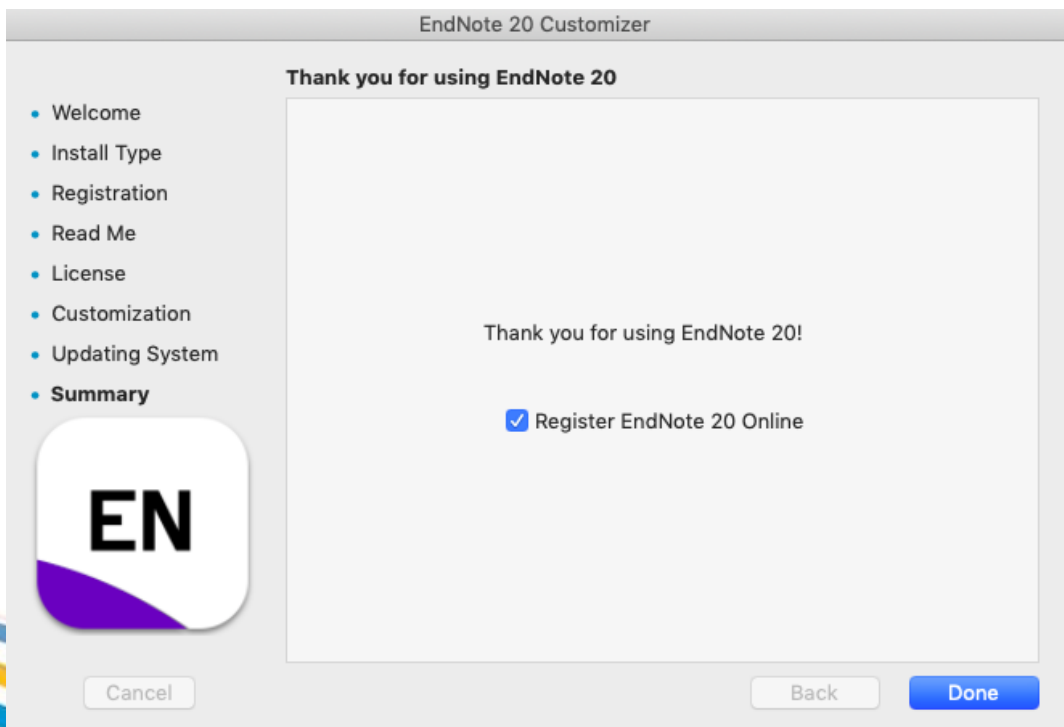 EndNote 20 Customizer
Thank you for using EndNote 20
Welcome
Install Type
Registration
Read Me
License
Customization
Updating System
Summary
EN
Thank you for using EndNote 20!
Register EndNote 20 Online
Cancel
Back
Done